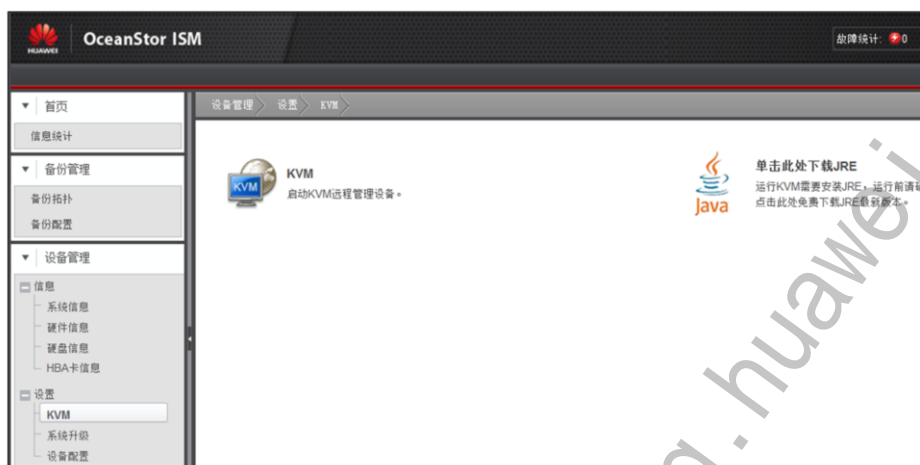 HUAWEI
OceanStor ISM
故障统计: 0
设备管理 设置 KVM
首页
信息统计
备份管理
备份拓扑
备份配置
设备管理
信息
系统信息
硬件信息
硬盘信息
HBA卡信息
设置
KVM
系统升级
设备配置
KVM
KVM
启动KVM远程管理设备。
Java
单击此处下载JRE
运行KVM需要安装JRE，运行前请确
点击此处免费下载JRE最新版本。
g.huawei